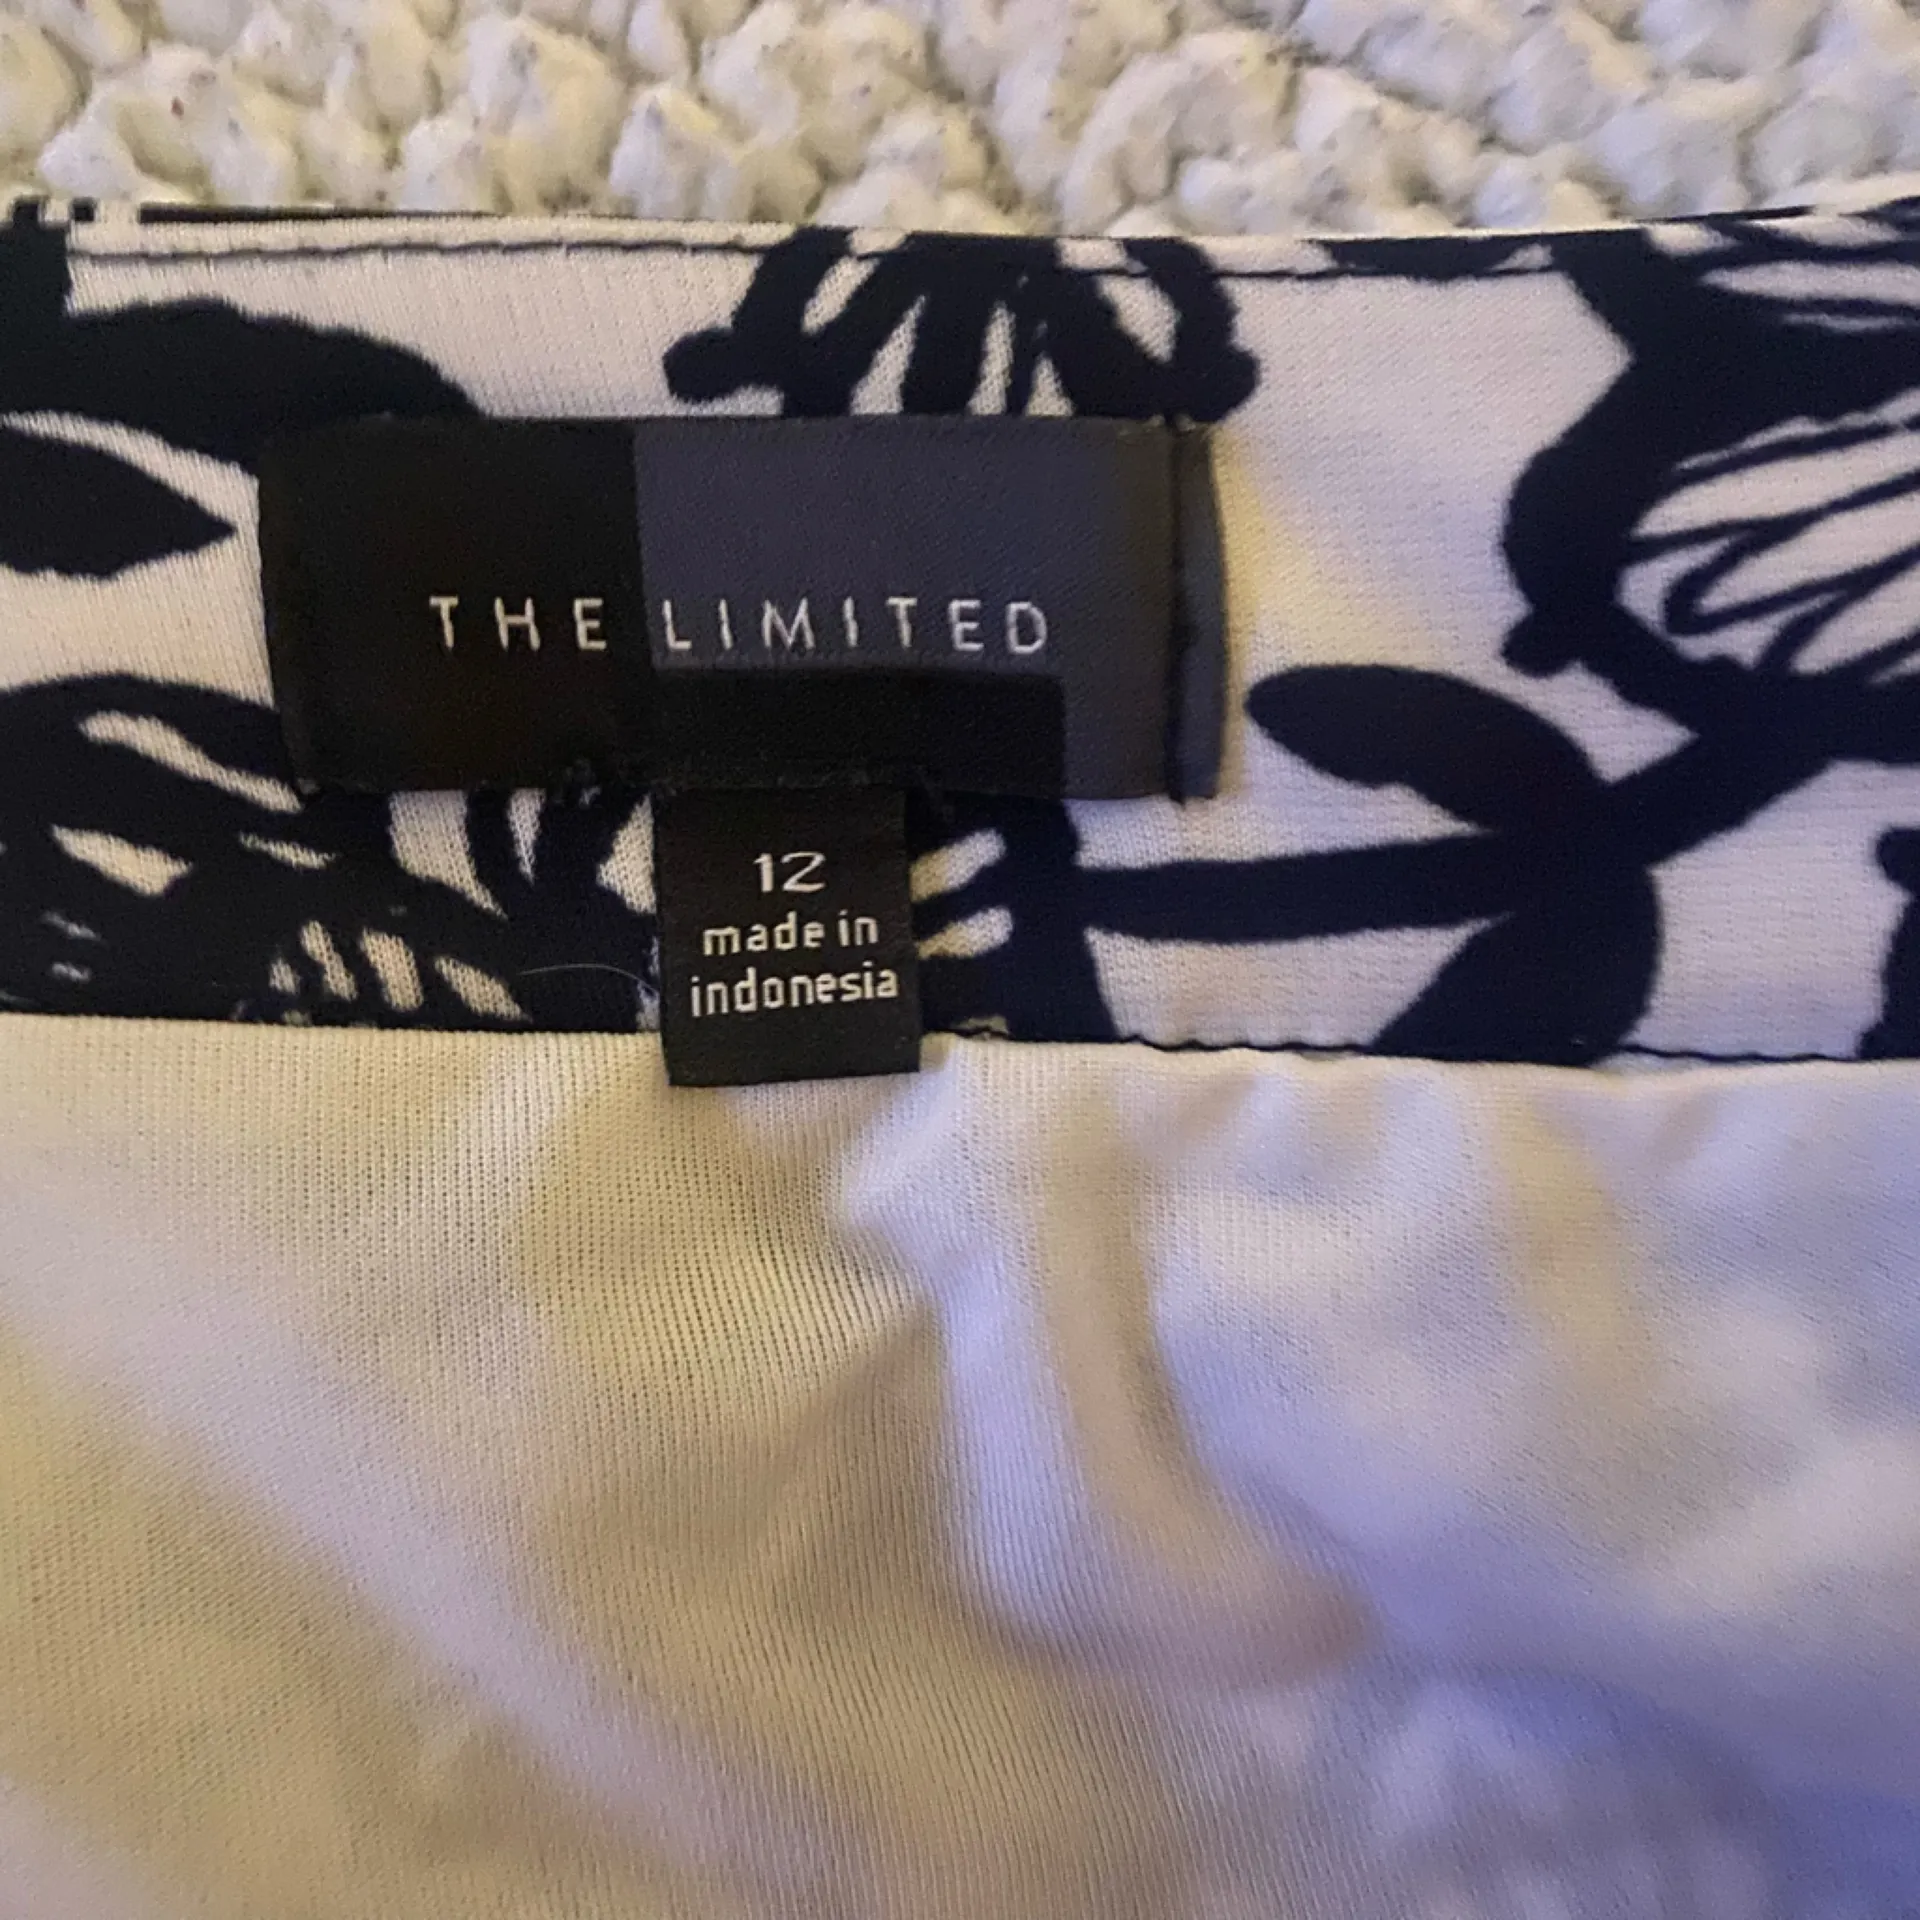 THE LIMITED
12
made in
indonesia